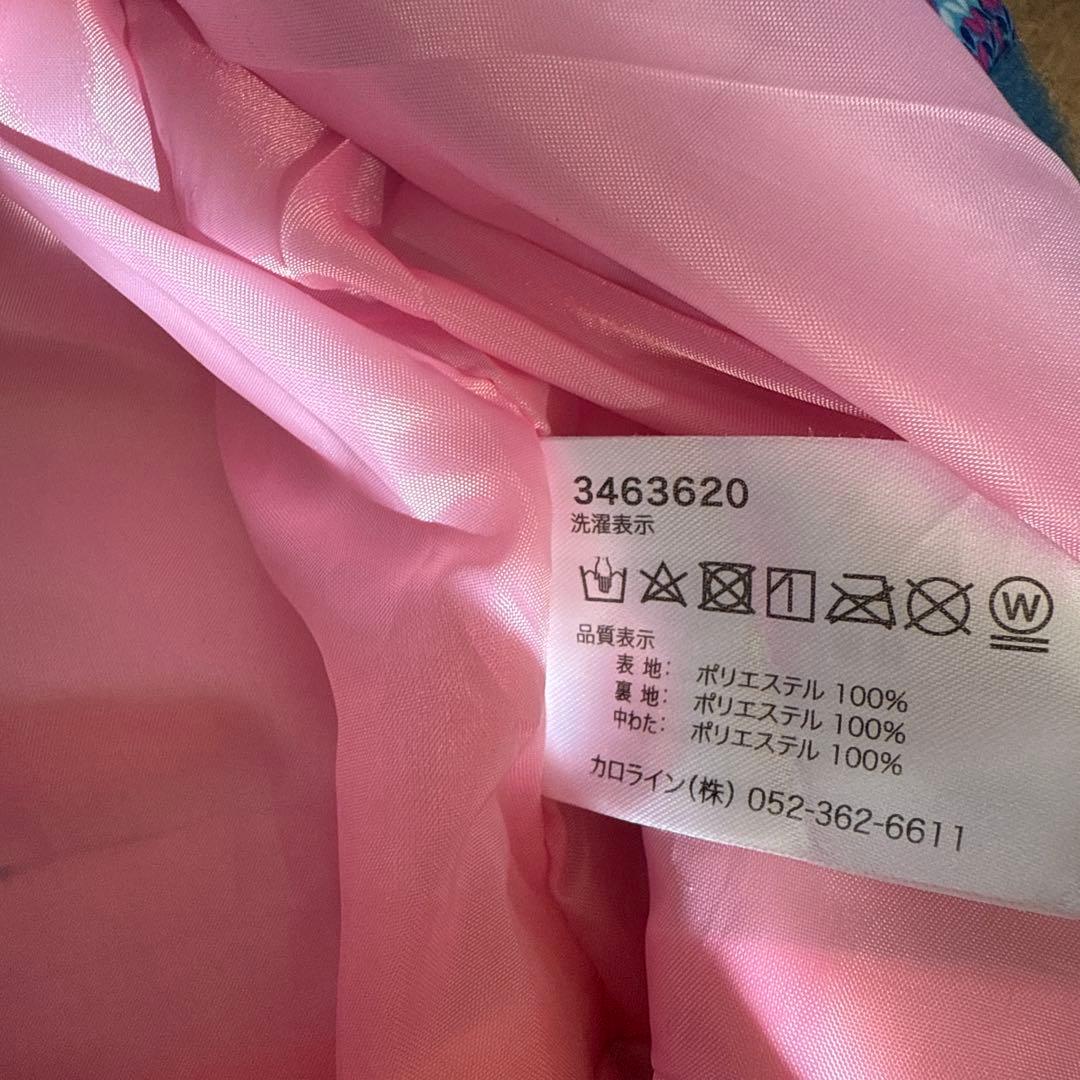 3463620
洗濯表示
W
品質表示
表 地： ポリエステル 100%
裏 地： ポリエステル 100%
中わた： ポリエステル 100%
カロライン(株) 052-362-6611